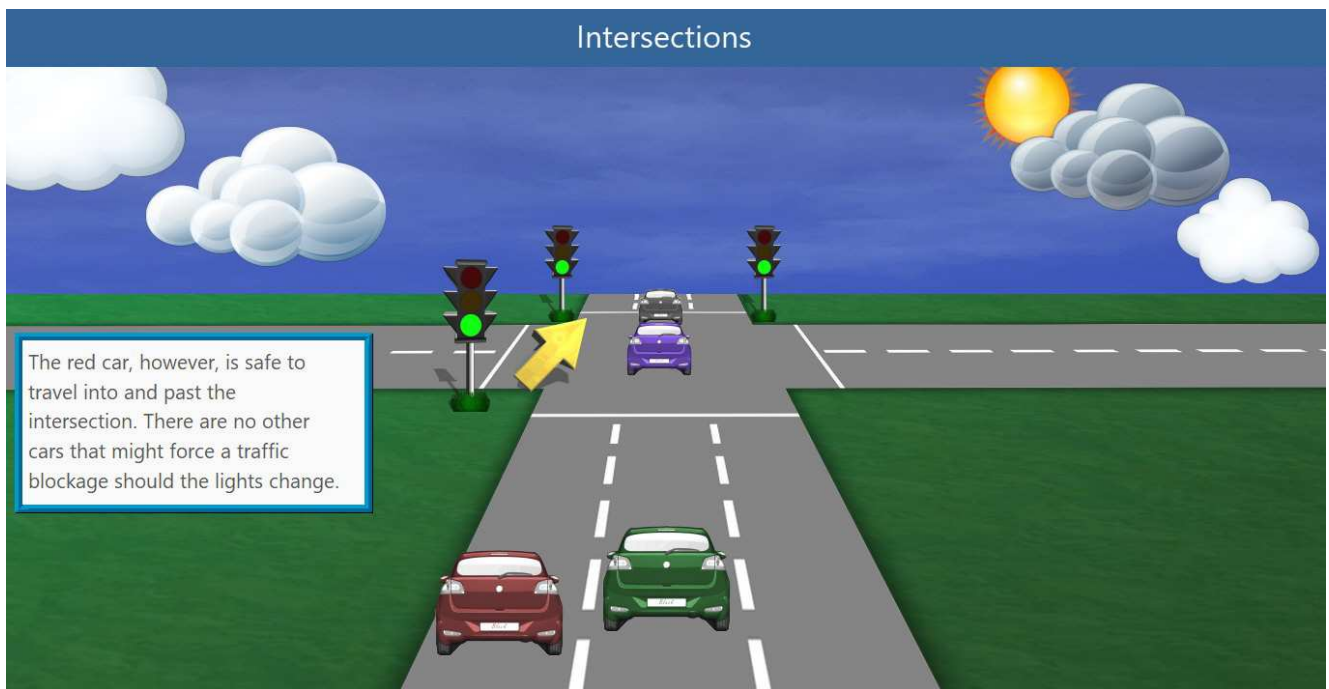 Intersections
The red car, however, is safe to
travel into and past the
intersection. There are no other
cars that might force a traffic
blockage should the lights change.